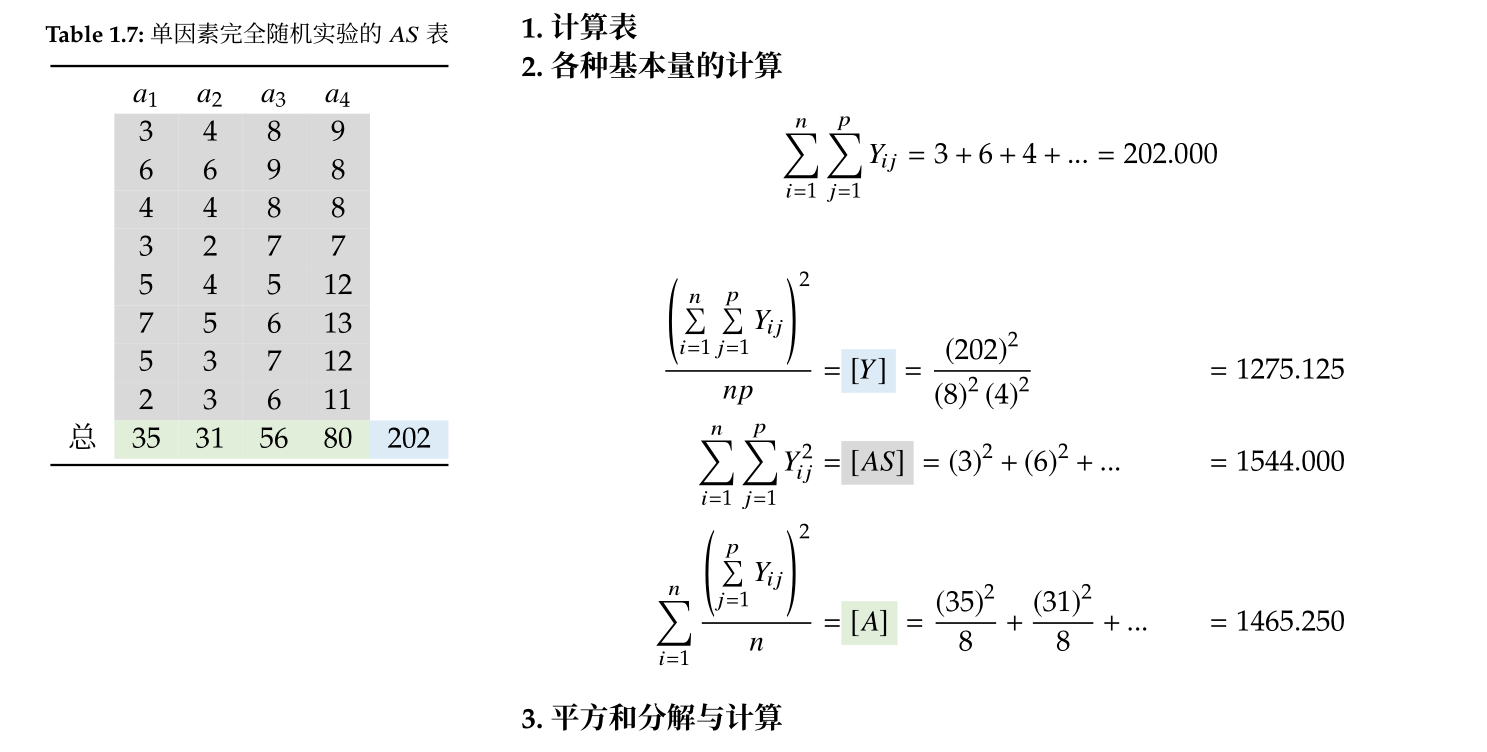 Table 1.7: 单因素完全随机实验的 AS 表
a₁ a₂ a₃ a₄
3 4 8 9
6 6 9 8
4 4 8 8
3 2 7 7
5 4 5 12
7 5 6 13
5 3 7 12
2 3 6 11
总 35 31 56 80 202
1. 计算表
2. 各种基本量的计算
\sum_{i=1}^{n} \sum_{j=1}^{p} Y_{ij} = 3 + 6 + 4 + ... = 202.000
\frac{\left(\sum_{i=1}^{n} \sum_{j=1}^{p} Y_{ij}\right)^2}{np} = [Y] = \frac{(202)^2}{(8)^2 (4)^2} = 1275.125
\sum_{i=1}^{n} \sum_{j=1}^{p} Y_{ij}^2 = [AS] = (3)^2 + (6)^2 + ... = 1544.000
\sum_{i=1}^{n} \frac{\left(\sum_{j=1}^{p} Y_{ij}\right)^2}{n} = [A] = \frac{(35)^2}{8} + \frac{(31)^2}{8} + ... = 1465.250
3. 平方和分解与计算